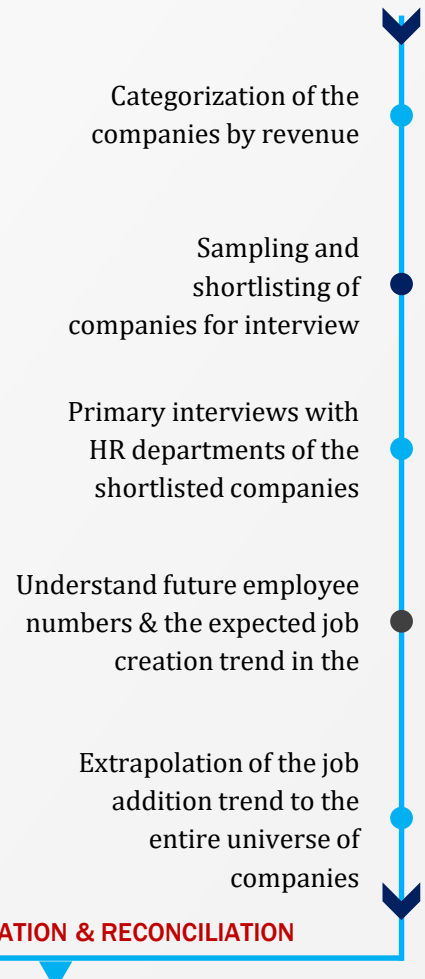 Categorization of the
companies by revenue
Sampling and
shortlisting of
companies for interview
Primary interviews with
HR departments of the
shortlisted companies
Understand future employee
numbers & the expected job
creation trend in the
Extrapolation of the job
addition trend to the
entire universe of
companies
ATION & RECONCILIATION